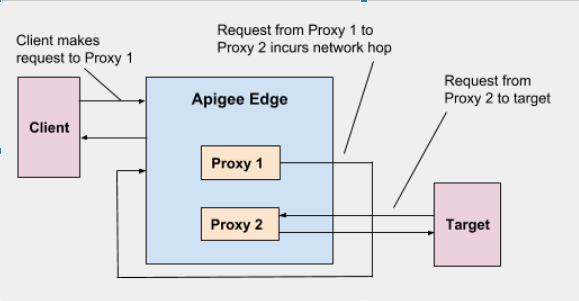 Client makes
request to Proxy 1
Request from Proxy 1 to
Proxy 2 incurs network hop
Request from
Proxy 2 to target
Client
Apigee Edge
Proxy 1
Proxy 2
Target